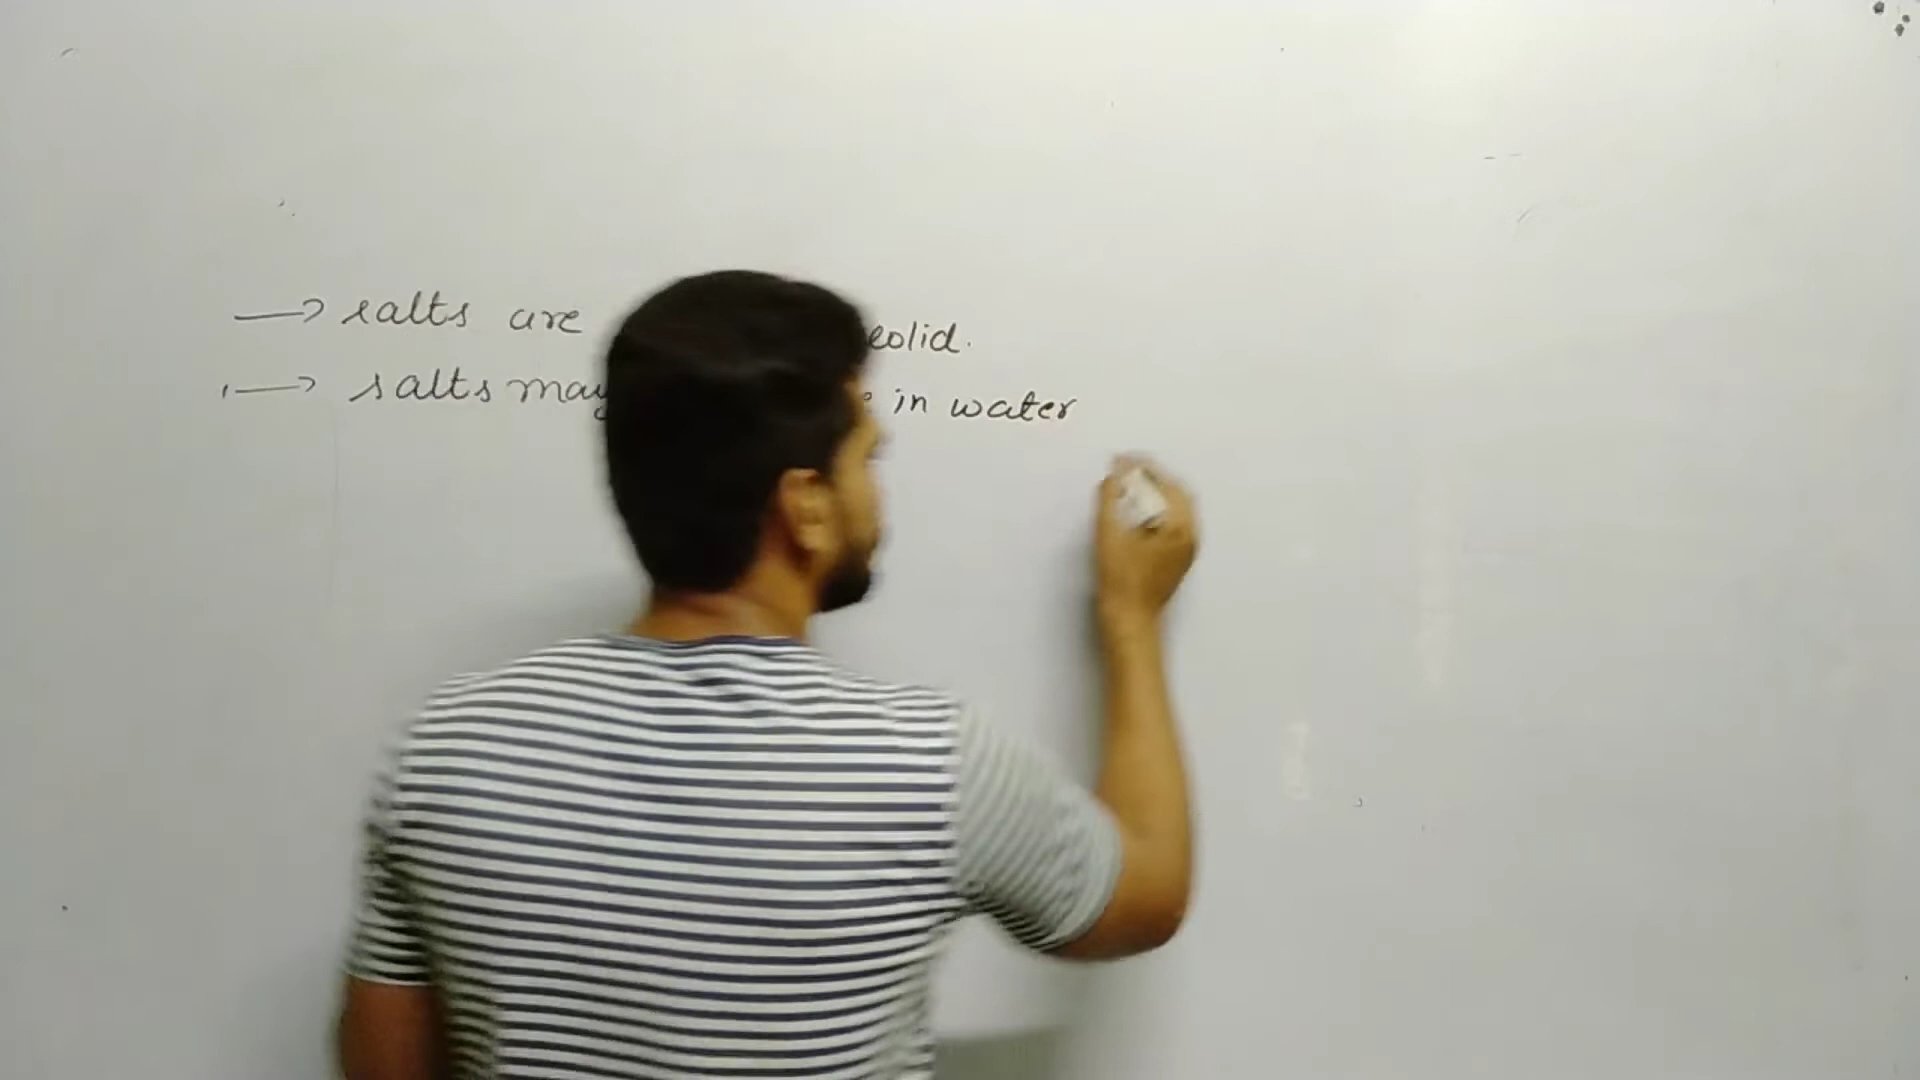 → salts are solid.
→ salts may in water